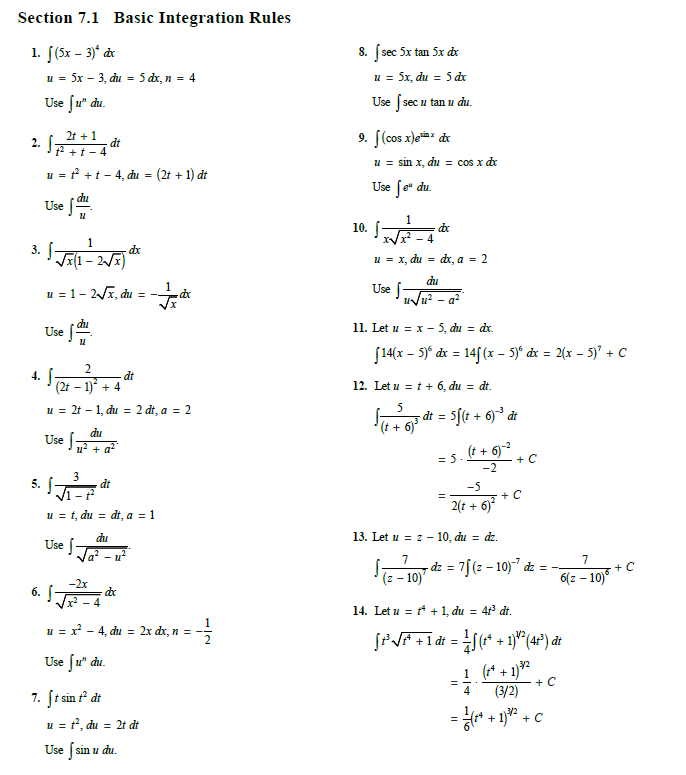 Section 7.1 Basic Integration Rules
1. ∫(5x − 3)⁴ dx
u = 5x − 3, du = 5 dx, n = 4
Use ∫uⁿ du.
2. ∫ (2t + 1)/(t² + t − 4) dt
u = t² + t − 4, du = (2t + 1) dt
Use ∫ du/u.
3. ∫ 1/(√x(1 − 2√x)) dx
u = 1 − 2√x, du = −(1/√x) dx
Use ∫ du/u.
4. ∫ 2/((2t − 1)² + 4) dt
u = 2t − 1, du = 2 dt, a = 2
Use ∫ du/(u² + a²).
5. ∫ 3/√(1 − t²) dt
u = t, du = dt, a = 1
Use ∫ du/√(a² − u²).
6. ∫ −2x/√(x² − 4) dx
u = x² − 4, du = 2x dx, n = −1/2
Use ∫uⁿ du.
7. ∫t sin t² dt
u = t², du = 2t dt
Use ∫sin u du.
8. ∫sec 5x tan 5x dx
u = 5x, du = 5 dx
Use ∫sec u tan u du.
9. ∫(cos x)e^(sin x) dx
u = sin x, du = cos x dx
Use ∫eᵘ du.
10. ∫ 1/(x√(x² − 4)) dx
u = x, du = dx, a = 2
Use ∫ du/(u√(u² − a²)).
11. Let u = x − 5, du = dx.
∫14(x − 5)⁶ dx = 14∫(x − 5)⁶ dx = 2(x − 5)⁷ + C
12. Let u = t + 6, du = dt.
∫ 5/(t + 6)³ dt = 5∫(t + 6)⁻³ dt
= 5 · (t + 6)⁻²/−2 + C
= −5/(2(t + 6)²) + C
13. Let u = z − 10, du = dz.
∫ 7/(z − 10)⁷ dz = 7∫(z − 10)⁻⁷ dz = −7/(6(z − 10)⁶) + C
14. Let u = t⁴ + 1, du = 4t³ dt.
∫t³√(t⁴ + 1) dt = 1/4 ∫(t⁴ + 1)^(1/2)(4t³) dt
= 1/4 · (t⁴ + 1)^(3/2)/(3/2) + C
= 1/6 (t⁴ + 1)^(3/2) + C